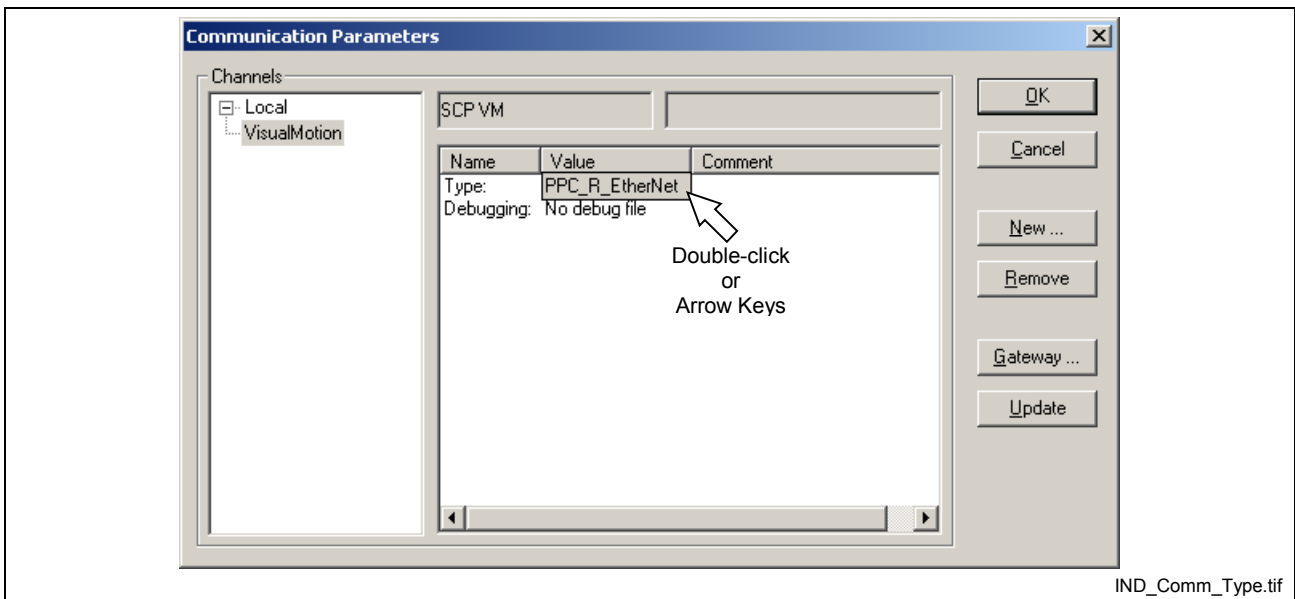 Communication Parameters
Channels
Local
VisualMotion
SCP VM
Name Value Comment
Type: PPC_R_EtherNet
Debugging: No debug file
Double-click
or
Arrow Keys
OK
Cancel
New ...
Remove
Gateway ...
Update
IND_Comm_Type.tif